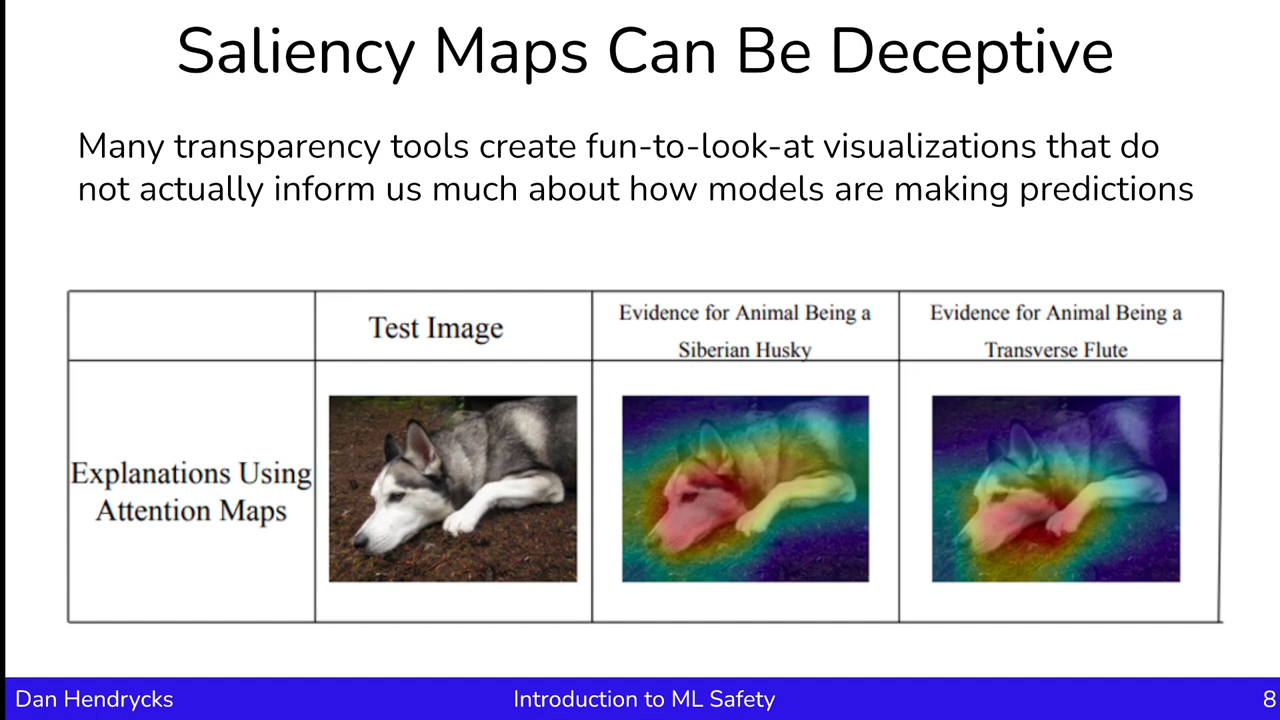 Saliency Maps Can Be Deceptive
Many transparency tools create fun-to-look-at visualizations that do
not actually inform us much about how models are making predictions
Test Image
Evidence for Animal Being a
Siberian Husky
Evidence for Animal Being a
Transverse Flute
Explanations Using
Attention Maps
Dan Hendrycks
Introduction to ML Safety
8